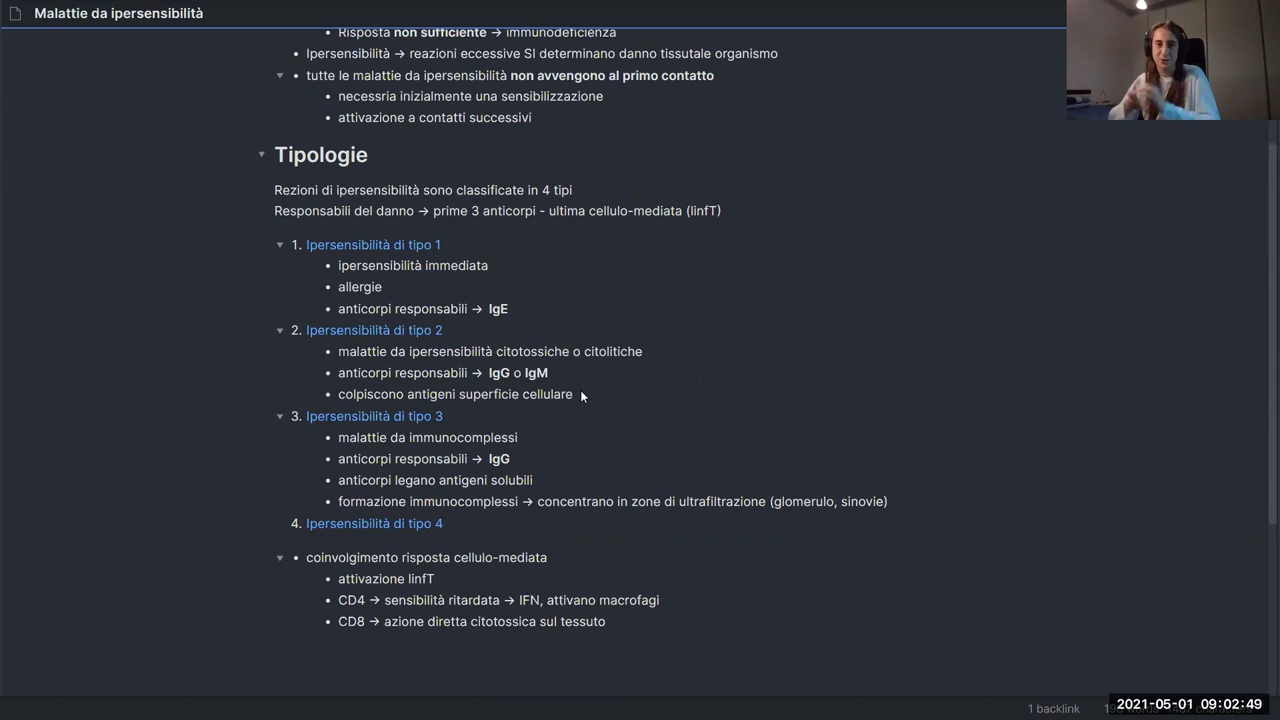 Malattie da ipersensibilità
Risposta non sufficiente → immunodeficienza
Ipersensibilità → reazioni eccessive SI determinano danno tissutale organismo
tutte le malattie da ipersensibilità non avvengono al primo contatto
necessria inizialmente una sensibilizzazione
attivazione a contatti successivi
Tipologie
Rezioni di ipersensibilità sono classificate in 4 tipi
Responsabili del danno → prime 3 anticorpi - ultima cellulo-mediata (linfT)
1. Ipersensibilità di tipo 1
ipersensibilità immediata
allergie
anticorpi responsabili → IgE
2. Ipersensibilità di tipo 2
malattie da ipersensibilità citotossiche o citolitiche
anticorpi responsabili → IgG o IgM
colpiscono antigeni superficie cellulare
3. Ipersensibilità di tipo 3
malattie da immunocomplessi
anticorpi responsabili → IgG
anticorpi legano antigeni solubili
formazione immunocomplessi → concentrano in zone di ultrafiltrazione (glomerulo, sinovie)
4. Ipersensibilità di tipo 4
coinvolgimento risposta cellulo-mediata
attivazione linfT
CD4 → sensibilità ritardata → IFN, attivano macrofagi
CD8 → azione diretta citotossica sul tessuto
1 backlink
2021-05-01 09:02:49